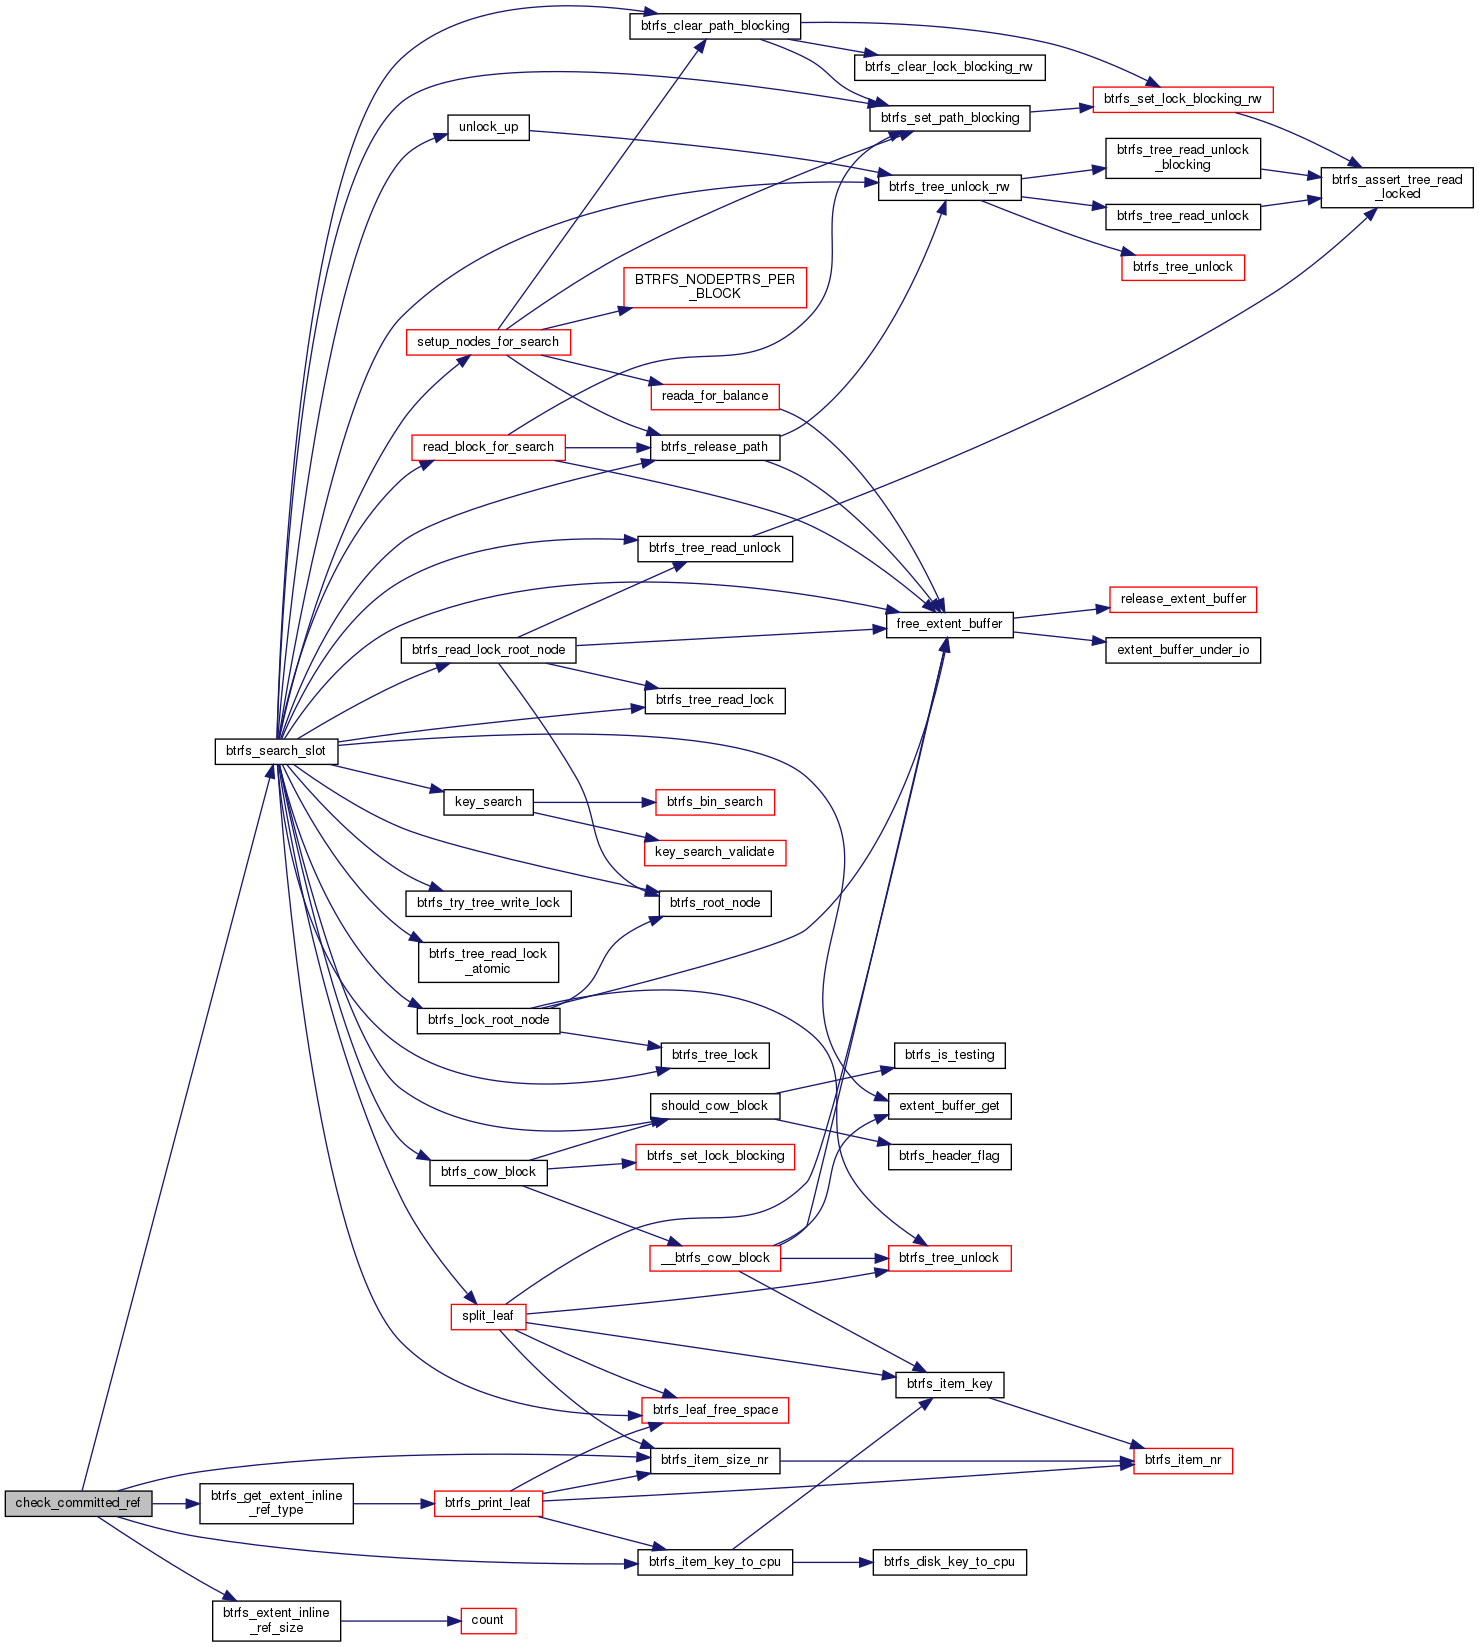 btrfs_clear_path_blocking
btrfs_clear_lock_blocking_rw
btrfs_set_lock_blocking_rw
btrfs_set_path_blocking
unlock_up
btrfs_tree_read_unlock
_blocking
btrfs_assert_tree_read
_locked
btrfs_tree_unlock_rw
btrfs_tree_read_unlock
btrfs_tree_unlock
BTRFS_NODEPTRS_PER
_BLOCK
setup_nodes_for_search
reada_for_balance
read_block_for_search
btrfs_release_path
btrfs_tree_read_unlock
release_extent_buffer
free_extent_buffer
btrfs_read_lock_root_node
extent_buffer_under_io
btrfs_tree_read_lock
btrfs_search_slot
key_search
btrfs_bin_search
key_search_validate
btrfs_try_tree_write_lock
btrfs_root_node
btrfs_tree_read_lock
_atomic
btrfs_lock_root_node
btrfs_tree_lock
btrfs_is_testing
should_cow_block
extent_buffer_get
btrfs_set_lock_blocking
btrfs_header_flag
btrfs_cow_block
__btrfs_cow_block
btrfs_tree_unlock
split_leaf
btrfs_item_key
btrfs_leaf_free_space
btrfs_item_size_nr
btrfs_item_nr
check_committed_ref
btrfs_get_extent_inline
_ref_type
btrfs_print_leaf
btrfs_item_key_to_cpu
btrfs_disk_key_to_cpu
btrfs_extent_inline
_ref_size
count